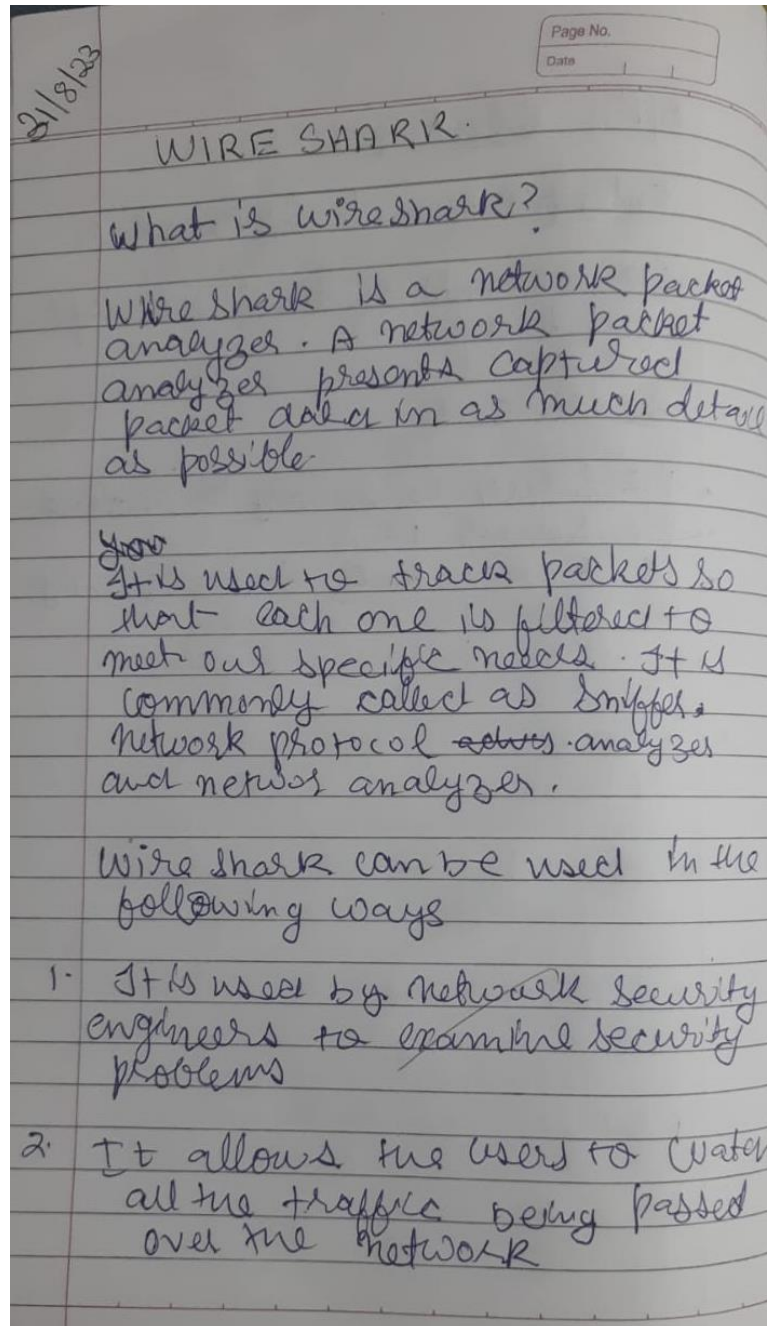 Page No.
Date
21/8/23
WIRE SHARK.
What is wireshark?
Wire shark is a network packet
analyzer. A network packet
analyzer presents captured
packet data in as much detail
as possible.
You
It is used to track packets so
that each one is filtered to
meet our specific needs. It is
commonly called as sniffer,
network protocol analyzer
and networ analyzer.
Wire shark can be used in the
following ways
1. It is used by network security
engineers to examine security
problems
2. It allows the users to watch
all the traffic being passed
over the network